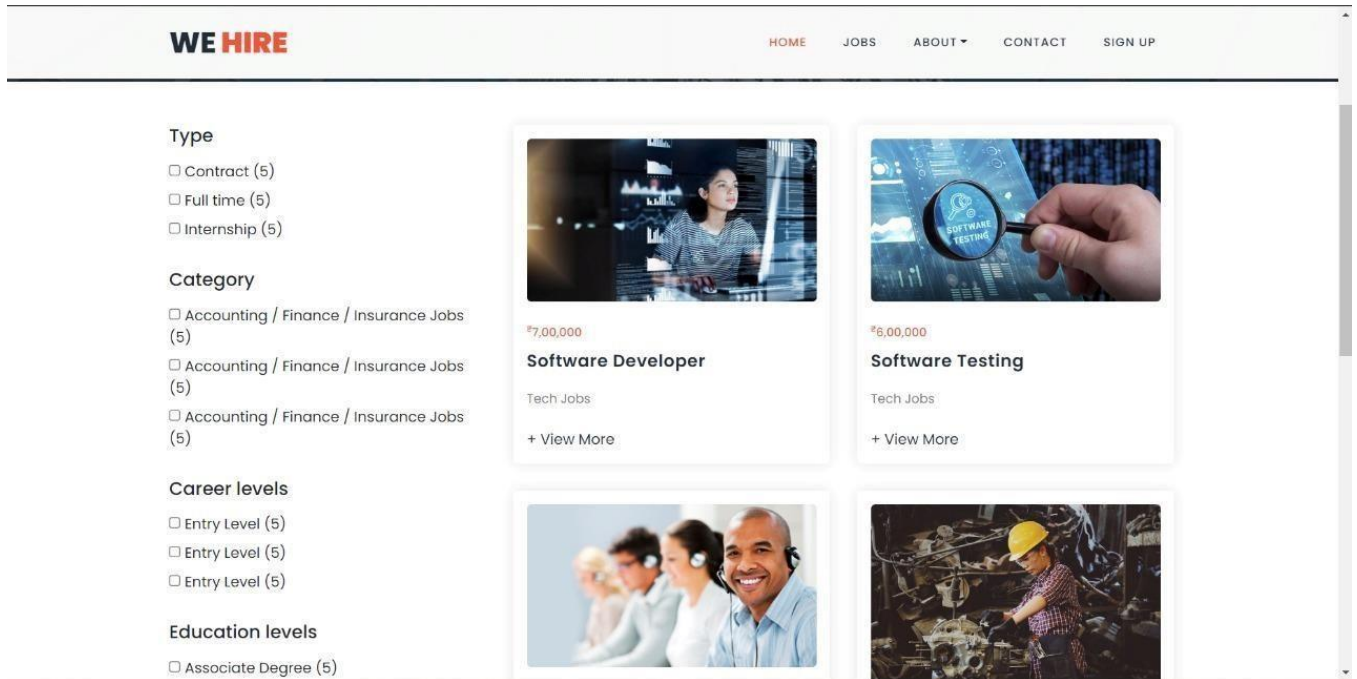 WE HIRE
HOME JOBS ABOUT CONTACT SIGN UP
Type
Contract (5)
Full time (5)
Internship (5)
Category
Accounting / Finance / Insurance Jobs
(5)
Accounting / Finance / Insurance Jobs
(5)
Accounting / Finance / Insurance Jobs
(5)
Career levels
Entry Level (5)
Entry Level (5)
Entry Level (5)
Education levels
Associate Degree (5)
₹7,00,000
Software Developer
Tech Jobs
+ View More
SOFTWARE
TESTING
₹6,00,000
Software Testing
Tech Jobs
+ View More